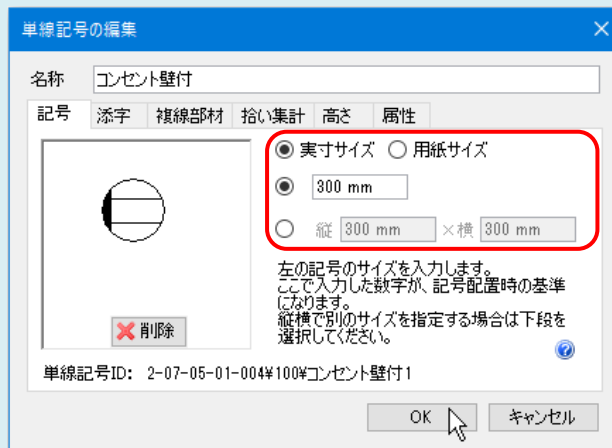 単線記号の編集
名称 コンセント壁付
記号 添字 複線部材 拾い集計 高さ 属性
実寸サイズ 用紙サイズ
300 mm
縦 300 mm ×横 300 mm
左の記号のサイズを入力します。
ここで入力した数字が、記号配置時の基準
になります。
縦横で別のサイズを指定する場合は下段を
選択してください。
削除
単線記号ID: 2-07-05-01-004¥100¥コンセント壁付1
OK キャンセル